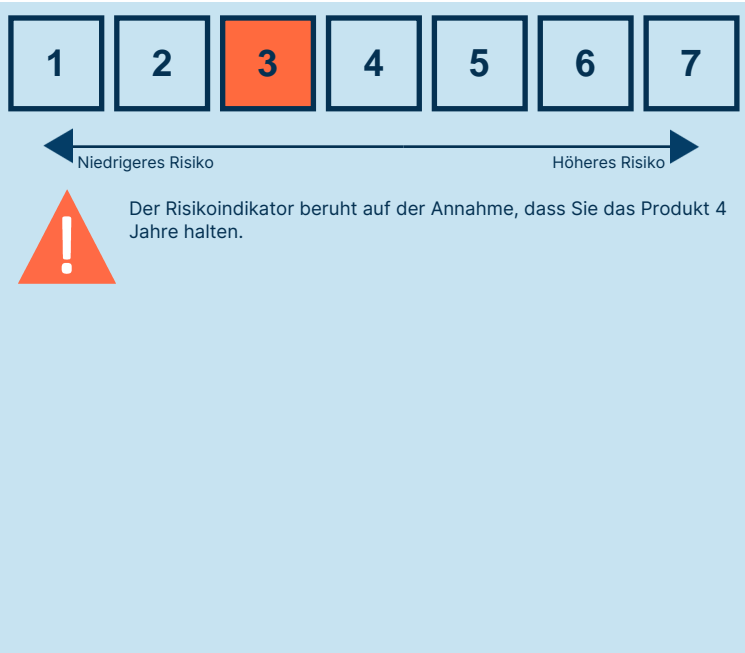 1 2 3 4 5 6 7
Niedrigeres Risiko Höheres Risiko
Der Risikoindikator beruht auf der Annahme, dass Sie das Produkt 4
Jahre halten.
!